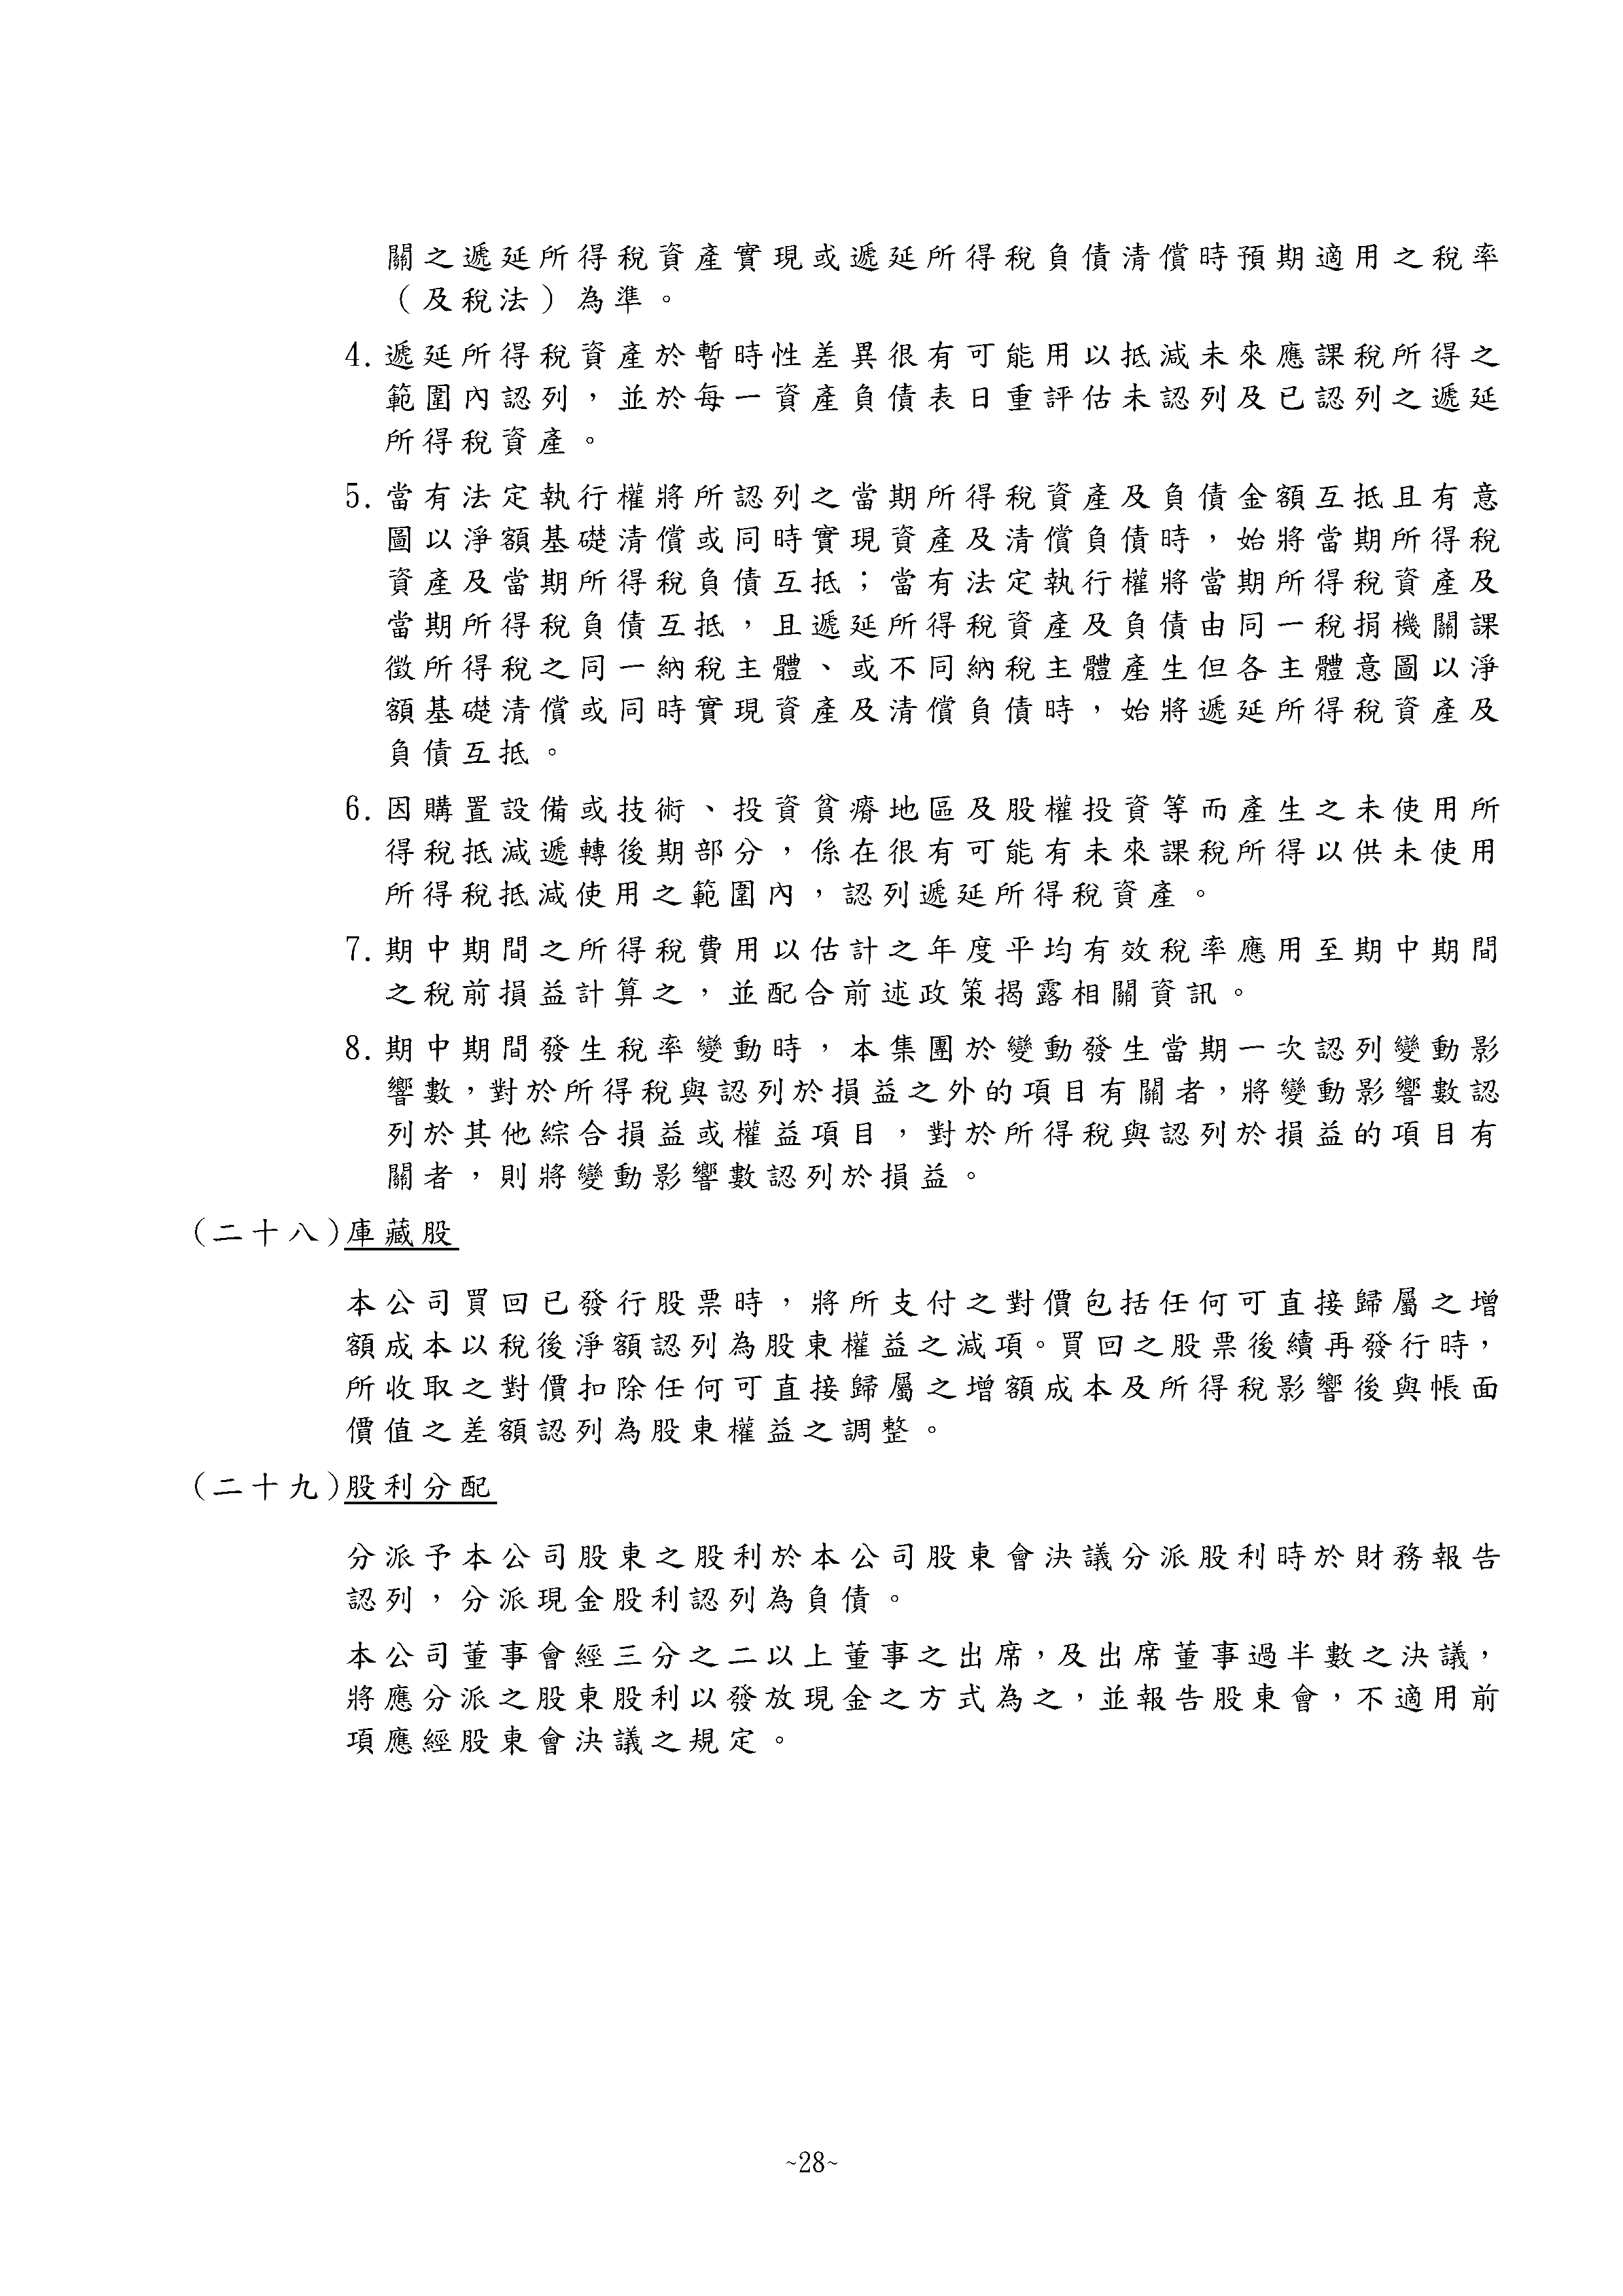 關之遞延所得稅資產實現或遞延所得稅負債清償時預期適用之稅率
（及稅法）為準。
4.遞延所得稅資產於暫時性差異很有可能用以抵減未來應課稅所得之
範圍內認列，並於每一資產負債表日重評估未認列及已認列之遞延
所得稅資產。
5.當有法定執行權將所認列之當期所得稅資產及負債金額互抵且有意
圖以淨額基礎清償或同時實現資產及清償負債時，始將當期所得稅
資產及當期所得稅負債互抵；當有法定執行權將當期所得稅資產及
當期所得稅負債互抵，且遞延所得稅資產及負債由同一稅捐機關課
徵所得稅之同一納稅主體、或不同納稅主體產生但各主體意圖以淨
額基礎清償或同時實現資產及清償負債時，始將遞延所得稅資產及
負債互抵。
6.因購置設備或技術、投資貧瘠地區及股權投資等而產生之未使用所
得稅抵減遞轉後期部分，係在很有可能有未來課稅所得以供未使用
所得稅抵減使用之範圍內，認列遞延所得稅資產。
7.期中期間之所得稅費用以估計之年度平均有效稅率應用至期中期間
之稅前損益計算之，並配合前述政策揭露相關資訊。
8.期中期間發生稅率變動時，本集團於變動發生當期一次認列變動影
響數，對於所得稅與認列於損益之外的項目有關者，將變動影響數認
列於其他綜合損益或權益項目，對於所得稅與認列於損益的項目有
關者，則將變動影響數認列於損益。
(二十八)庫藏股
本公司買回已發行股票時，將所支付之對價包括任何可直接歸屬之增
額成本以稅後淨額認列為股東權益之減項。買回之股票後續再發行時，
所收取之對價扣除任何可直接歸屬之增額成本及所得稅影響後與帳面
價值之差額認列為股東權益之調整。
(二十九)股利分配
分派予本公司股東之股利於本公司股東會決議分派股利時於財務報告
認列，分派現金股利認列為負債。
本公司董事會經三分之二以上董事之出席，及出席董事過半數之決議，
將應分派之股東股利以發放現金之方式為之，並報告股東會，不適用前
項應經股東會決議之規定。
~28~